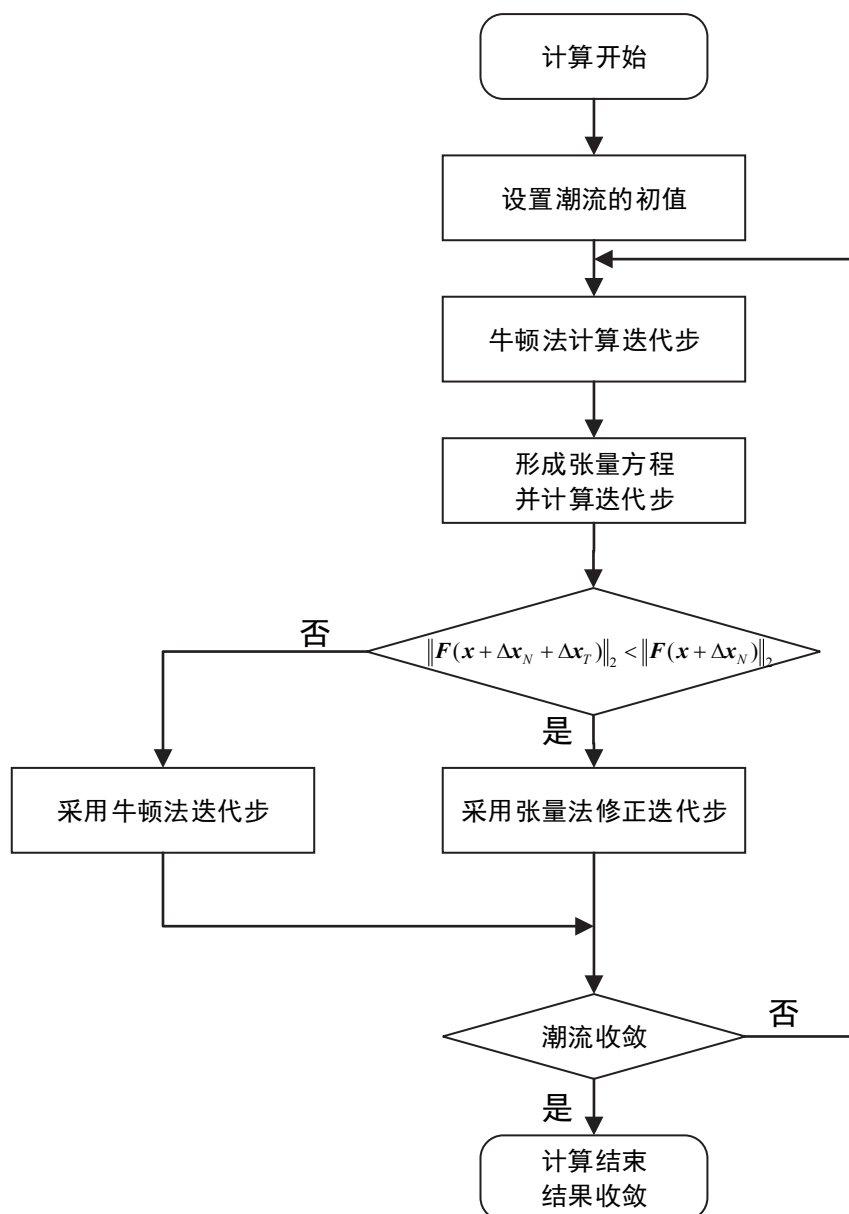 计算开始
设置潮流的初值
牛顿法计算迭代步
形成张量方程
并计算迭代步
否
‖F(x + Δx_N + Δx_T)‖₂ < ‖F(x + Δx_N)‖₂
是
采用牛顿法迭代步
采用张量法修正迭代步
潮流收敛
否
是
计算结束
结果收敛